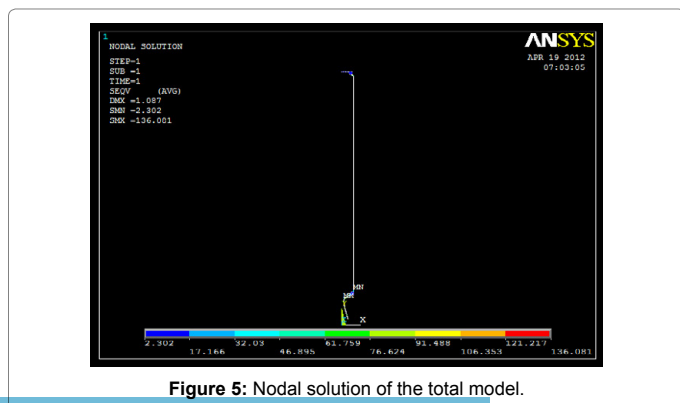 1
NODAL SOLUTION
STEP=1
SUB =1
TIME=1
SEQV (AVG)
DMX =1.087
SMN =2.302
SMX =136.081
ANSYS
APR 19 2012
07:03:05
MN
MN
X
2.302
17.166
32.03
46.895
61.759
76.624
91.488
106.353
121.217
136.081
Figure 5: Nodal solution of the total model.